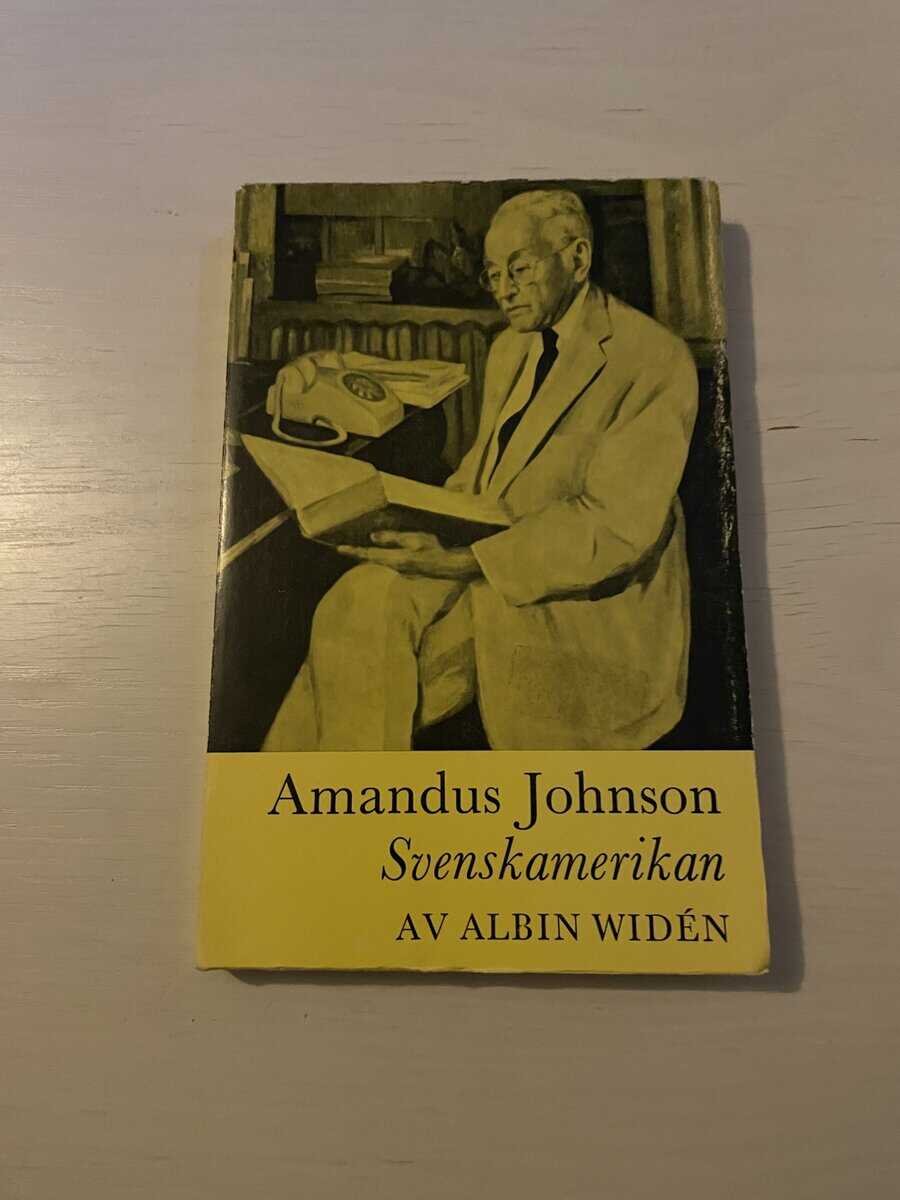 Amandus Johnson
Svenskamerikan
AV ALBIN WIDÉN